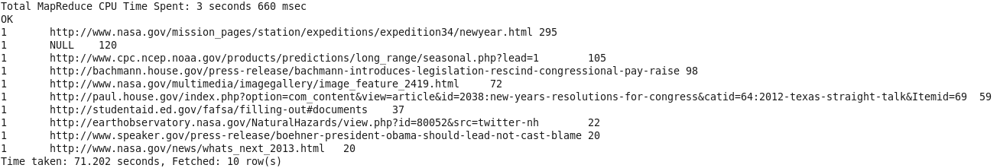 Total MapReduce CPU Time Spent: 3 seconds 660 msec
OK
1	http://www.nasa.gov/mission_pages/station/expeditions/expedition34/newyear.html	295
1	NULL	120
1	http://www.cpc.ncep.noaa.gov/products/predictions/long_range/seasonal.php?lead=1	105
1	http://bachmann.house.gov/press-release/bachmann-introduces-legislation-rescind-congressional-pay-raise	98
1	http://www.nasa.gov/multimedia/imagegallery/image_feature_2419.html	72
1	http://paul.house.gov/index.php?option=com_content&view=article&id=2038:new-years-resolutions-for-congress&catid=64:2012-texas-straight-talk&Itemid=69	59
1	http://studentaid.ed.gov/fafsa/filling-out#documents	37
1	http://earthobservatory.nasa.gov/NaturalHazards/view.php?id=80052&src=twitter-nh	22
1	http://www.speaker.gov/press-release/boehner-president-obama-should-lead-not-cast-blame	20
1	http://www.nasa.gov/news/whats_next_2013.html	20
Time taken: 71.202 seconds, Fetched: 10 row(s)